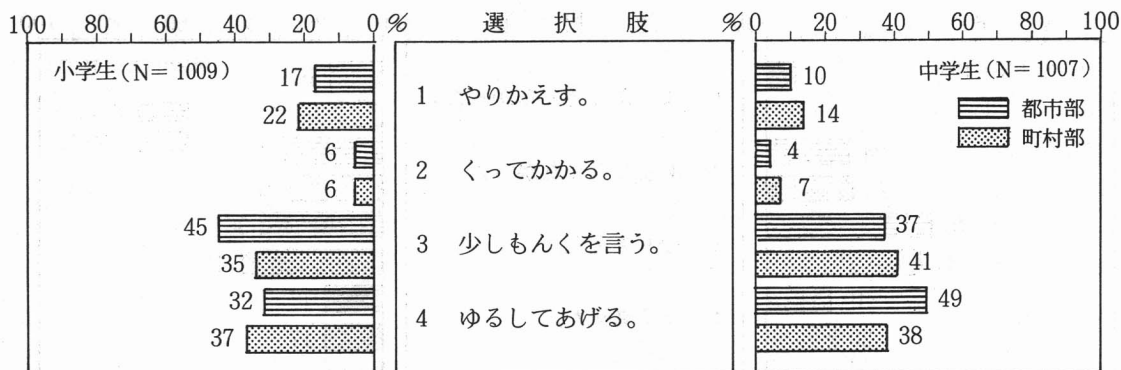 100 80 60 40 20 0 % 選択肢 % 0 20 40 60 80 100
小学生(N=1009)
中学生(N=1007)
都市部
町村部
17 1 やりかえす。 10
22 14
6 2 くってかかる。 4
6 7
45 3 少しもんくを言う。 37
35 41
32 4 ゆるしてあげる。 49
37 38